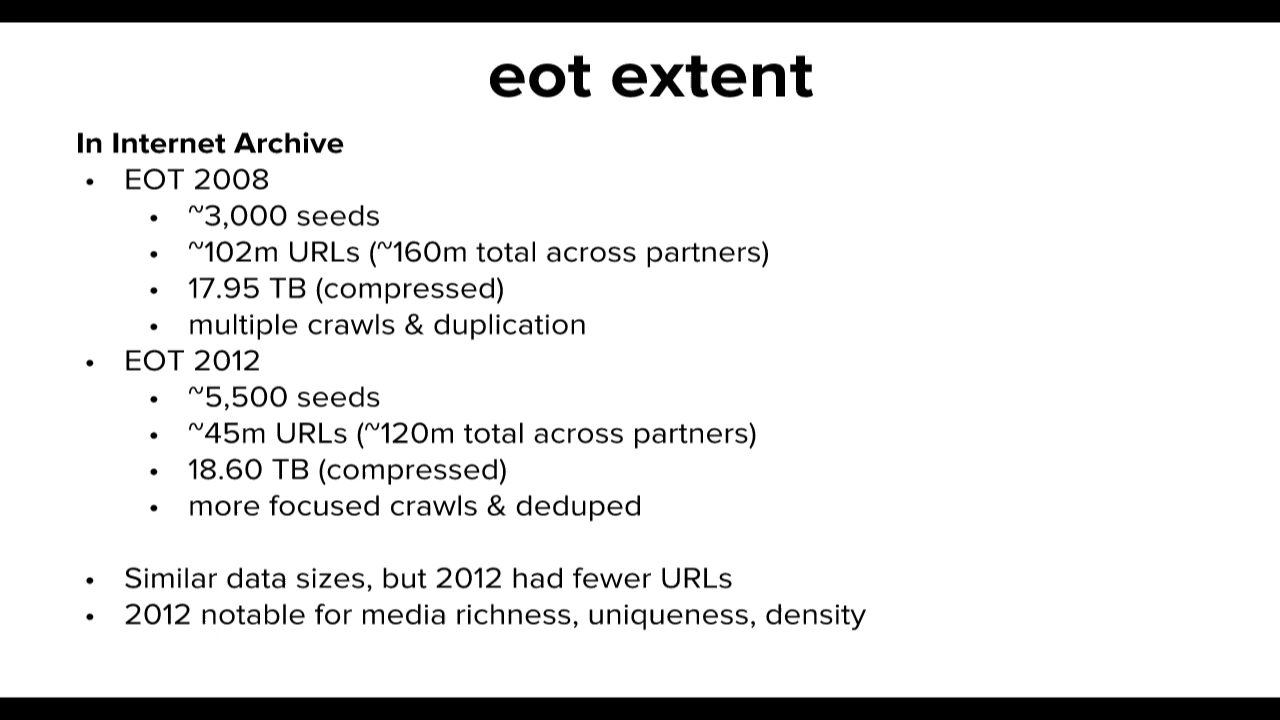 eot extent
In Internet Archive
• EOT 2008
• ~3,000 seeds
• ~102m URLs (~160m total across partners)
• 17.95 TB (compressed)
• multiple crawls & duplication
• EOT 2012
• ~5,500 seeds
• ~45m URLs (~120m total across partners)
• 18.60 TB (compressed)
• more focused crawls & deduped
• Similar data sizes, but 2012 had fewer URLs
• 2012 notable for media richness, uniqueness, density